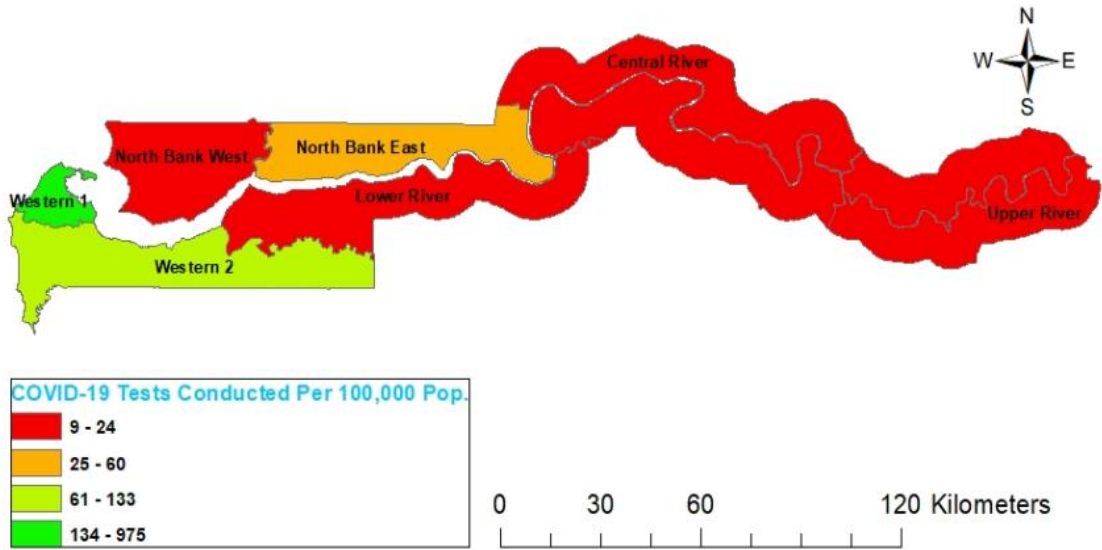 N
W E
S
Central River
North Bank West
North Bank East
Lower River
Western 1
Upper River
Western 2
COVID-19 Tests Conducted Per 100,000 Pop.
9 - 24
25 - 60
61 - 133
134 - 975
0 30 60 120 Kilometers